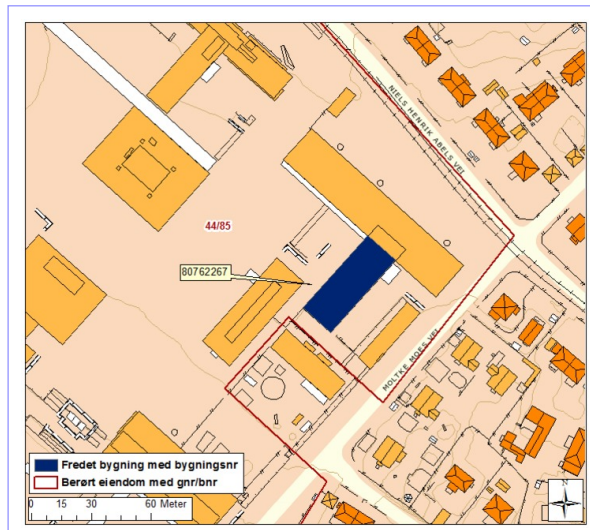 NIELS HENRIK ABELS VEI
44/85
80762267
MOLTKE MOES VEI
Fredet bygning med bygningsnr
Berørt eiendom med gnr/bnr
0 15 30 60 Meter
N